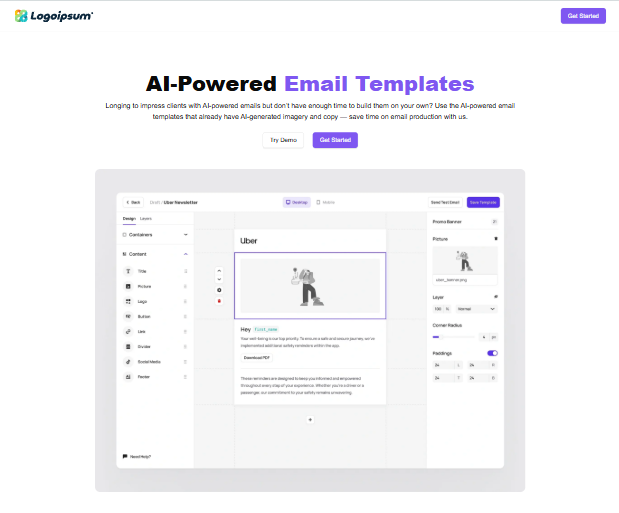 Logoipsum
Get Started
AI-Powered Email Templates
Longing to impress clients with AI-powered emails but don't have enough time to build them on your own? Use the AI-powered email
templates that already have AI-generated imagery and copy — save time on email production with us.
Try Demo
Get Started
Back
Draft / Uber Newsletter
Desktop
Mobile
Send Test Email
Save Template
Design
Layers
Containers
Content
Title
Picture
Logo
Button
Link
Divider
Social Media
Footer
Need Help?
Uber
Hey first_name
Your well-being is our top priority. To ensure a safe and secure journey, we've
implemented additional safety reminders within the app.
Download PDF
These reminders are designed to keep you informed and empowered
throughout every step of your experience. Whether you're a driver or a
passenger, our commitment to your safety remains unwavering.
Promo Banner
Picture
uber_banner.png
Layer
100 %
Normal
Corner Radius
4 px
Paddings
24 L
24
24 T
24